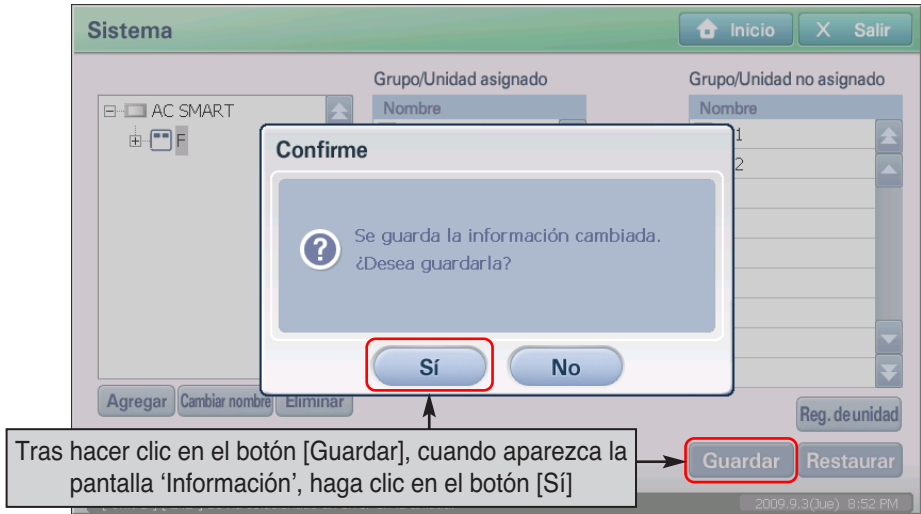 Sistema
Inicio
X Salir
Grupo/Unidad asignado
Grupo/Unidad no asignado
AC SMART
Nombre
Nombre
F
1
2
Confirme
Se guarda la información cambiada.
¿Desea guardarla?
Sí
No
Agregar
Cambiar nombre
Eliminar
Reg. de unidad
Tras hacer clic en el botón [Guardar], cuando aparezca la
pantalla ‘Información’, haga clic en el botón [Sí]
Guardar
Restaurar
2009.9.3(Jue) 8:52 PM